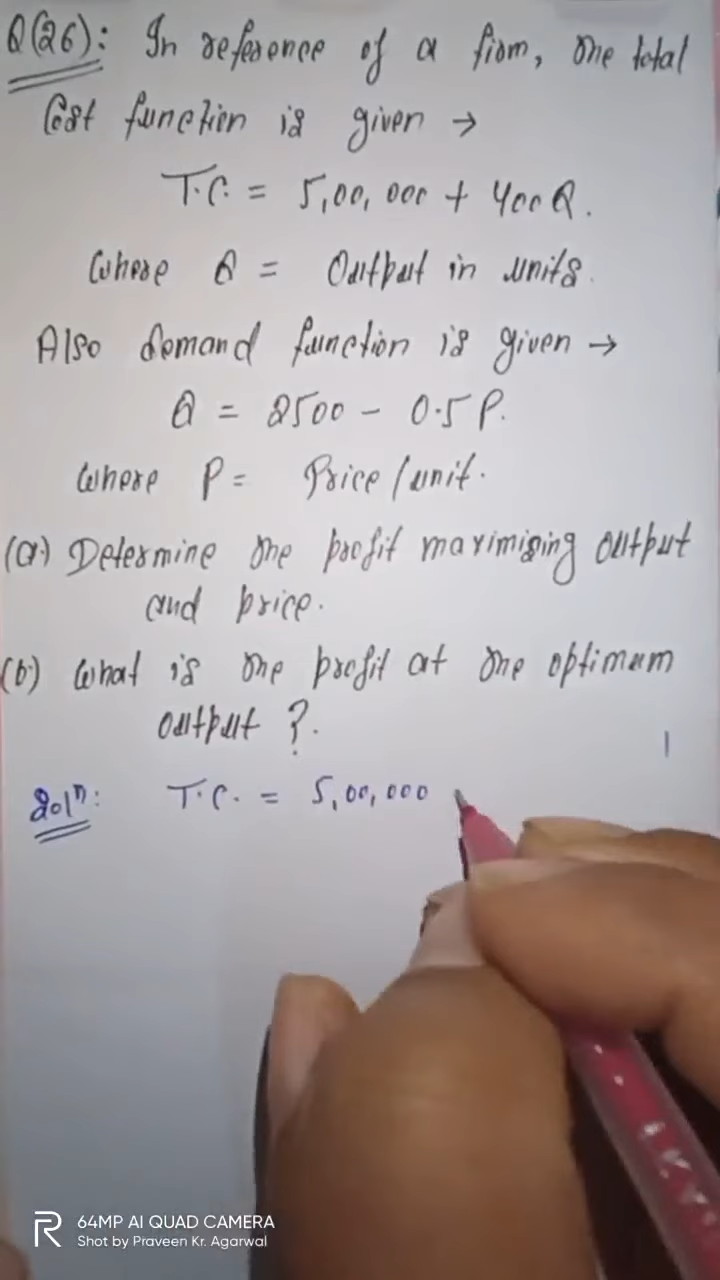 Q(26): In reference of a firm, the total
Cost function is given →
T.C. = 5,00,000 + 400Q.
Where Q = Output in units.
Also demand function is given →
Q = 2500 - 0.5P.
Where P = Price/unit.
(a) Determine the profit maximising output
and price.
(b) What is the profit at the optimum
output ?.
Solⁿ: T.C. = 5,00,000
64MP AI QUAD CAMERA
Shot by Praveen Kr. Agarwal